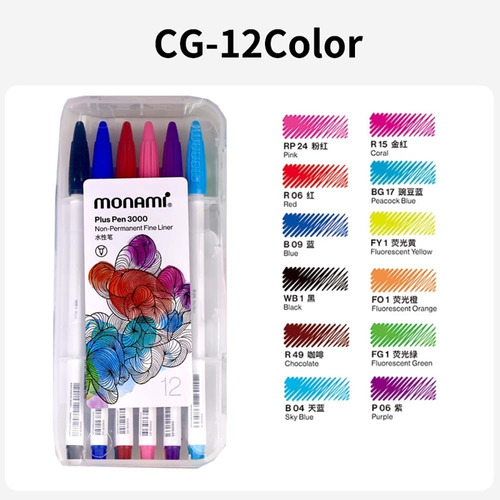 CG-12Color
monami
Plus Pen 3000
Non-Permanent Fine Liner
水性笔
12
RP 24 粉红
Pink
R 15 金红
Coral
R 06 红
Red
BG 17 豌豆蓝
Peacock Blue
B 09 蓝
Blue
FY 1 荧光黄
Fluorescent Yellow
WB 1 黑
Black
FO 1 荧光橙
Fluorescent Orange
R 49 咖啡
Chocolate
FG 1 荧光绿
Fluorescent Green
B 04 天蓝
Sky Blue
P 06 紫
Purple